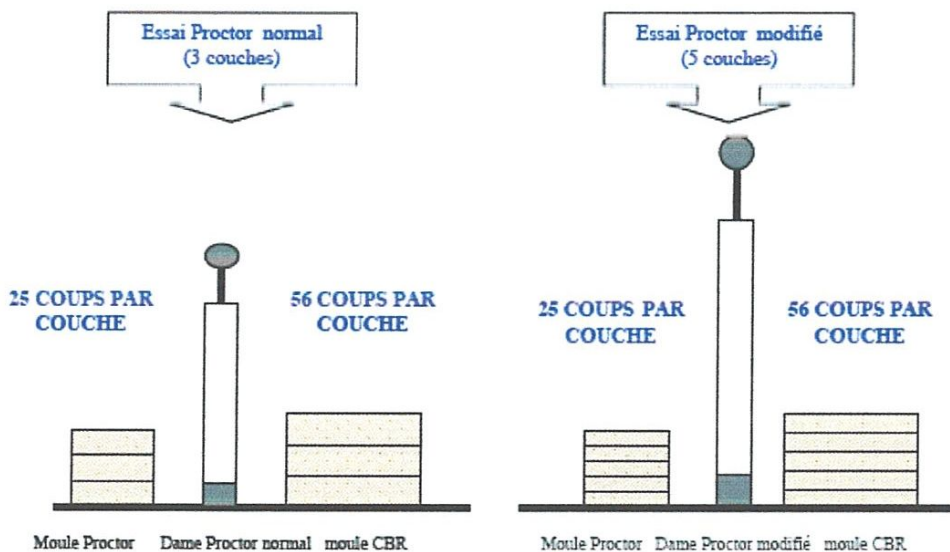 Essai Proctor normal
(3 couches)
Essai Proctor modifié
(5 couches)
25 COUPS PAR
COUCHE
56 COUPS PAR
COUCHE
25 COUPS PAR
COUCHE
56 COUPS PAR
COUCHE
Moule Proctor Dame Proctor normal moule CBR
Moule Proctor Dame Proctor modifié moule CBR